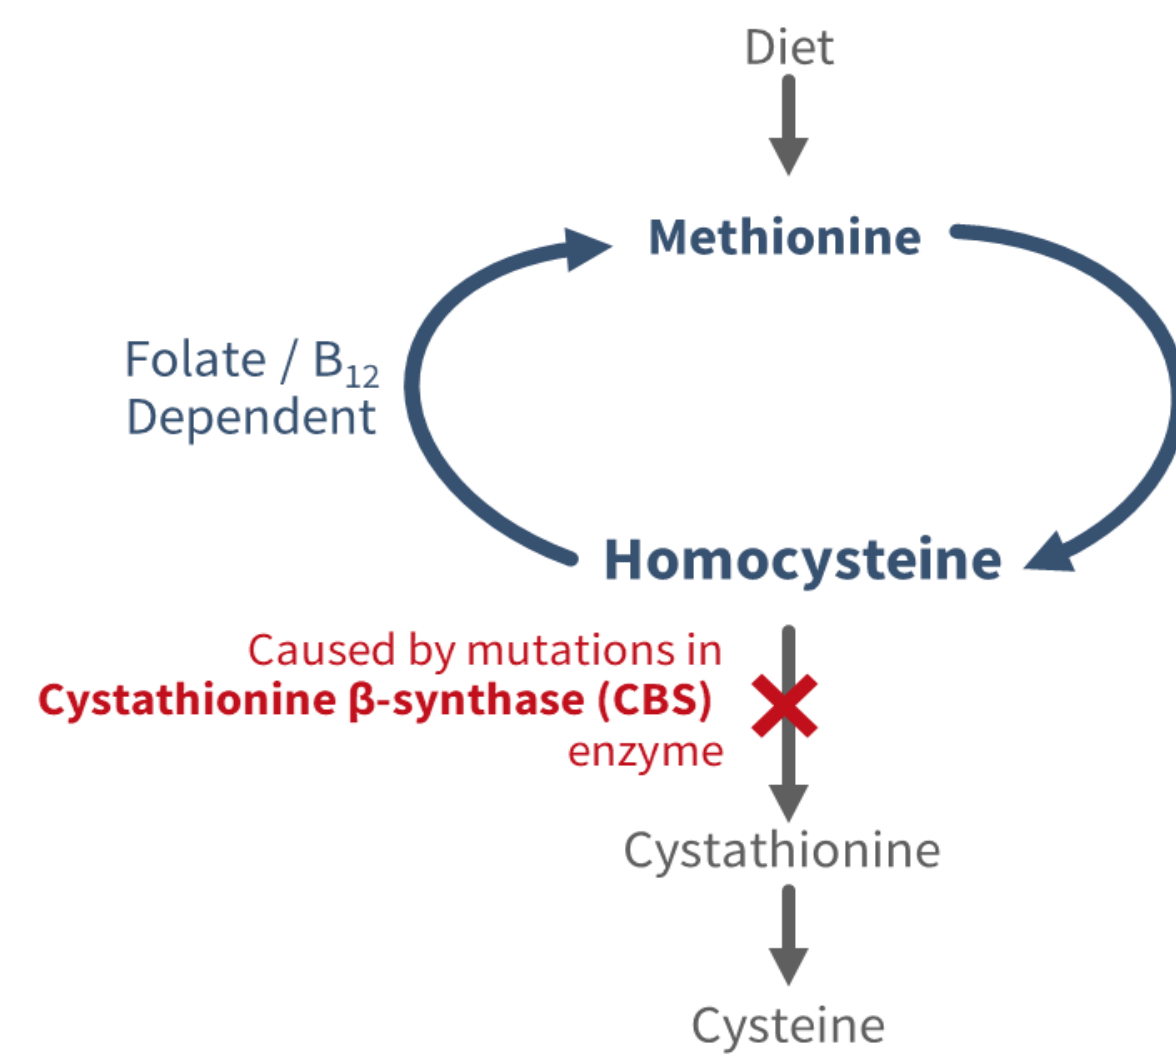 Diet
Methionine
Folate / B₁₂
Dependent
Homocysteine
Caused by mutations in
Cystathionine β-synthase (CBS)
enzyme
Cystathionine
Cysteine